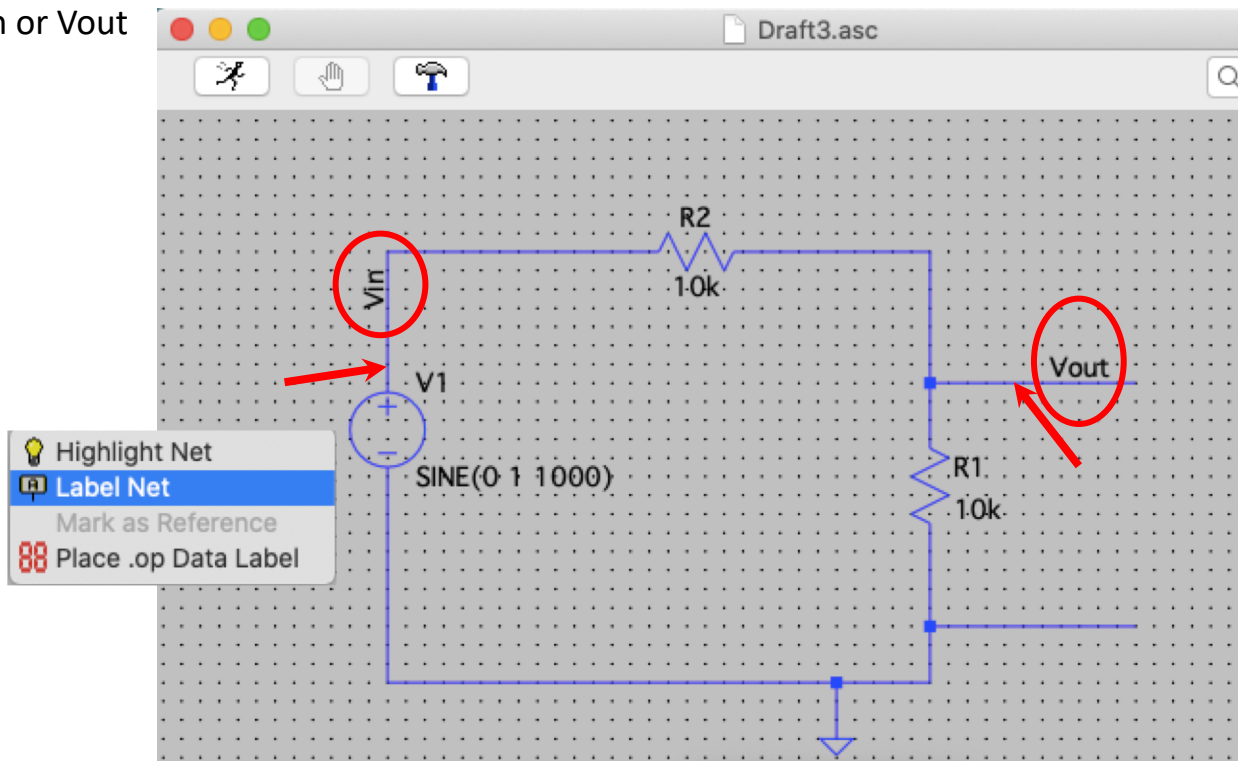 or Vout
Draft3.asc
R2
10k
Vin
V1
SINE(0 1 1000)
Vout
R1
10k
Highlight Net
Label Net
Mark as Reference
88 Place .op Data Label